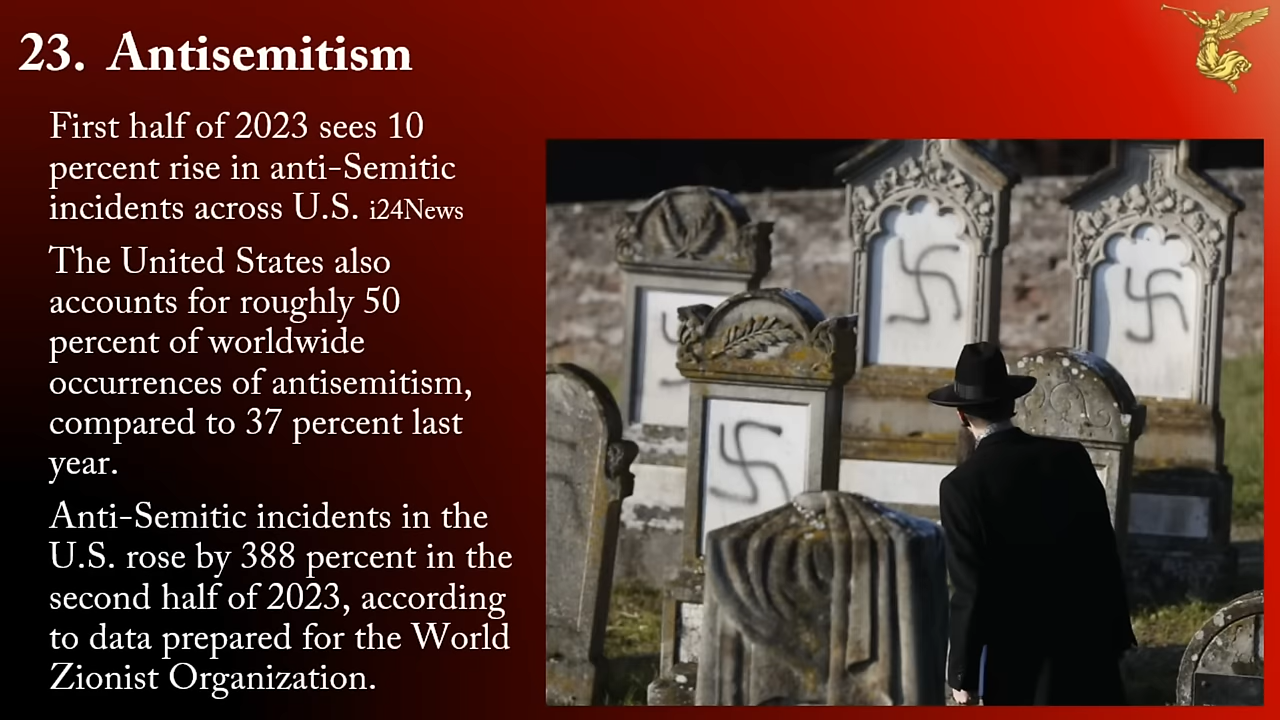 23. Antisemitism
First half of 2023 sees 10
percent rise in anti-Semitic
incidents across U.S. i24News
The United States also
accounts for roughly 50
percent of worldwide
occurrences of antisemitism,
compared to 37 percent last
year.
Anti-Semitic incidents in the
U.S. rose by 388 percent in the
second half of 2023, according
to data prepared for the World
Zionist Organization.